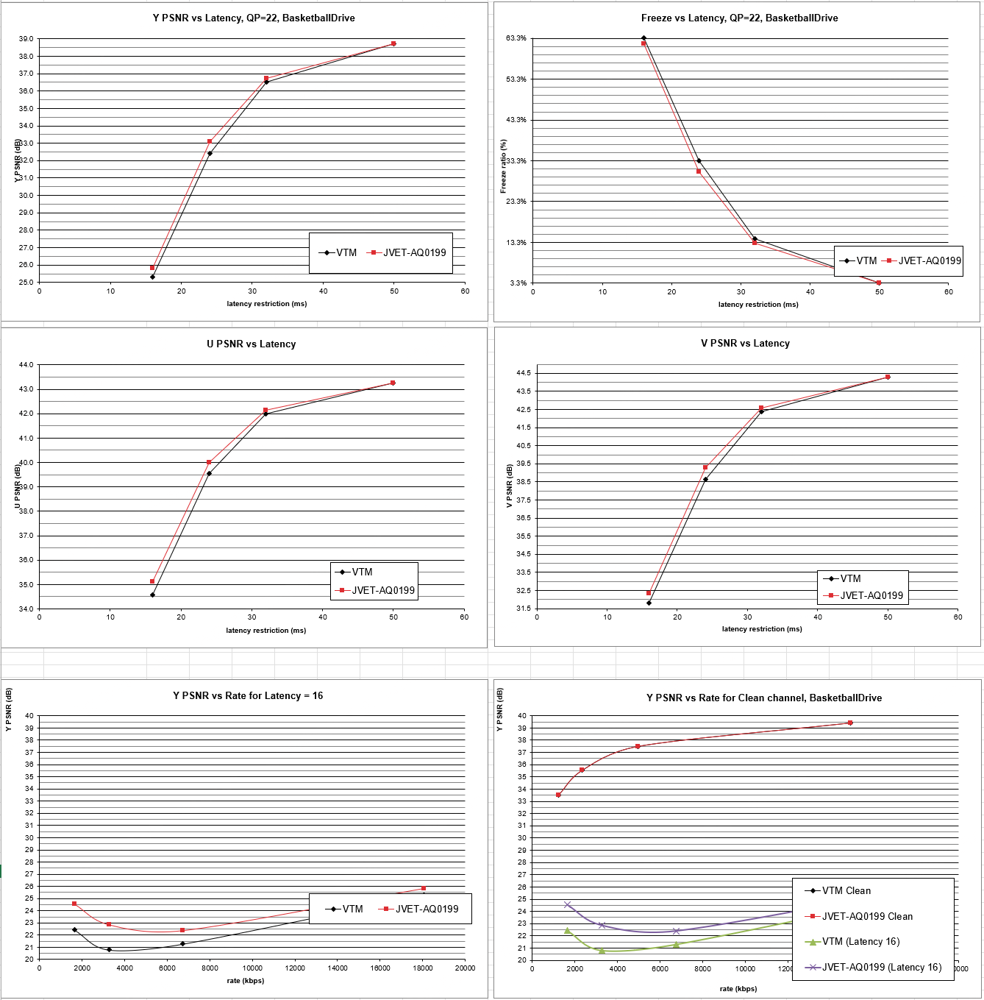 Y PSNR vs Latency, QP=22, BasketballDrive
39.0
38.0
37.0
36.0
35.0
34.0
33.0
32.0
31.0
30.0
29.0
28.0
27.0
26.0
25.0
Y PSNR (dB)
0 10 20 30 40 50 60
latency restriction (ms)
VTM JVET-AQ0199
Freeze vs Latency, QP=22, BasketballDrive
63.3%
53.3%
43.3%
33.3%
23.3%
13.3%
3.3%
Freeze ratio (%)
0 10 20 30 40 50 60
latency restriction (ms)
VTM JVET-AQ0199
U PSNR vs Latency
44.0
43.0
42.0
41.0
40.0
39.0
38.0
37.0
36.0
35.0
34.0
U PSNR (dB)
0 10 20 30 40 50 60
latency restriction (ms)
VTM
JVET-AQ0199
V PSNR vs Latency
44.5
43.5
42.5
41.5
40.5
39.5
38.5
37.5
36.5
35.5
34.5
33.5
32.5
31.5
V PSNR (dB)
0 10 20 30 40 50 60
latency restriction (ms)
VTM
JVET-AQ0199
Y PSNR vs Rate for Latency = 16
Y PSNR (dB)
40
39
38
37
36
35
34
33
32
31
30
29
28
27
26
25
24
23
22
21
20
0 2000 4000 6000 8000 10000 12000 14000 16000 18000 20000
rate (kbps)
VTM JVET-AQ0199
Y PSNR vs Rate for Clean channel, BasketballDrive
Y PSNR (dB)
40
39
38
37
36
35
34
33
32
31
30
29
28
27
26
25
24
23
22
21
20
0 2000 4000 6000 8000 10000
rate (kbps)
VTM Clean
JVET-AQ0199 Clean
VTM (Latency 16)
JVET-AQ0199 (Latency 16)